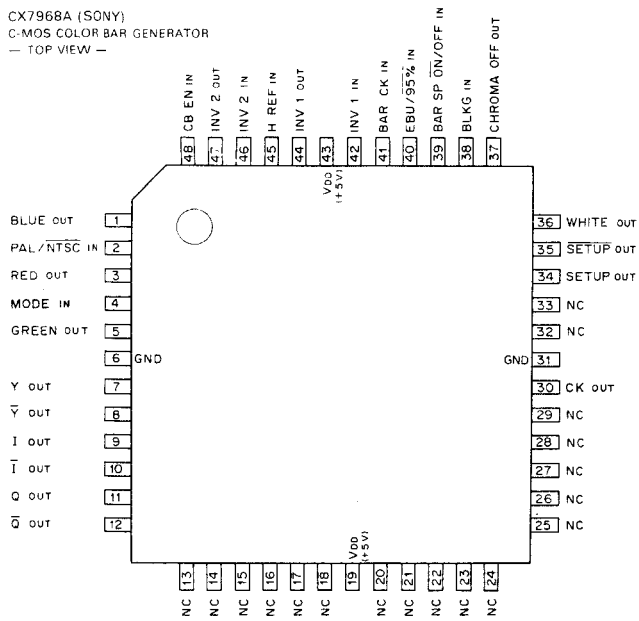 CX7968A (SONY)
C-MOS COLOR BAR GENERATOR
— TOP VIEW —
48 CB EN IN
47 INV 2 OUT
46 INV 2 IN
45 H REF IN
44 INV 1 OUT
43 VDD (+5V)
42 INV 1 IN
41 BAR CK IN
40 EBU/9̅5̅%̅ IN
39 BAR SP O̅N̅/OFF IN
38 BLKG IN
37 CHROMA OFF OUT
BLUE OUT 1
PAL/N̅T̅S̅C̅ IN 2
RED OUT 3
MODE IN 4
GREEN OUT 5
6 GND
Y OUT 7
Y̅ OUT 8
I OUT 9
I̅ OUT 10
Q OUT 11
Q̅ OUT 12
36 WHITE OUT
35 S̅E̅T̅U̅P̅ OUT
34 SETUP OUT
33 NC
32 NC
GND 31
30 CK OUT
29 NC
28 NC
27 NC
26 NC
25 NC
NC 13
NC 14
NC 15
NC 16
NC 17
NC 18
19 VDD (+5V)
NC 20
NC 21
NC 22
NC 23
NC 24